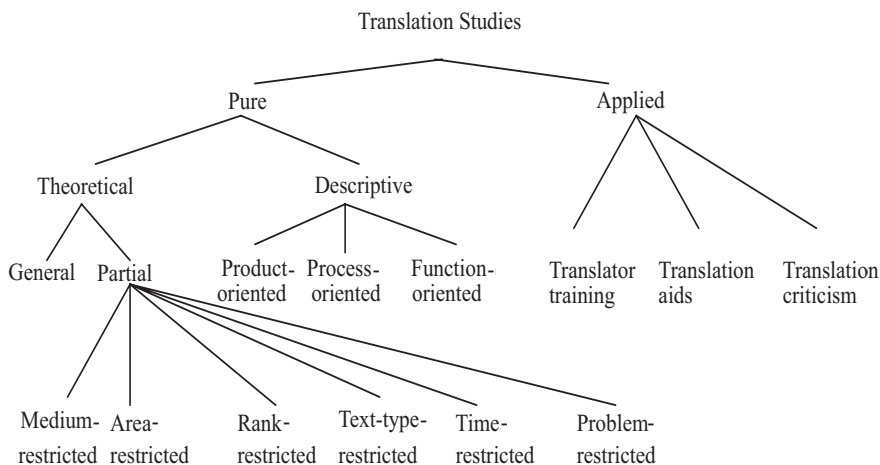 Translation Studies
Pure
Applied
Theoretical
Descriptive
General
Partial
Product-
oriented
Process-
oriented
Function-
oriented
Translator
training
Translation
aids
Translation
criticism
Medium-
restricted
Area-
restricted
Rank-
restricted
Text-type-
restricted
Time-
restricted
Problem-
restricted